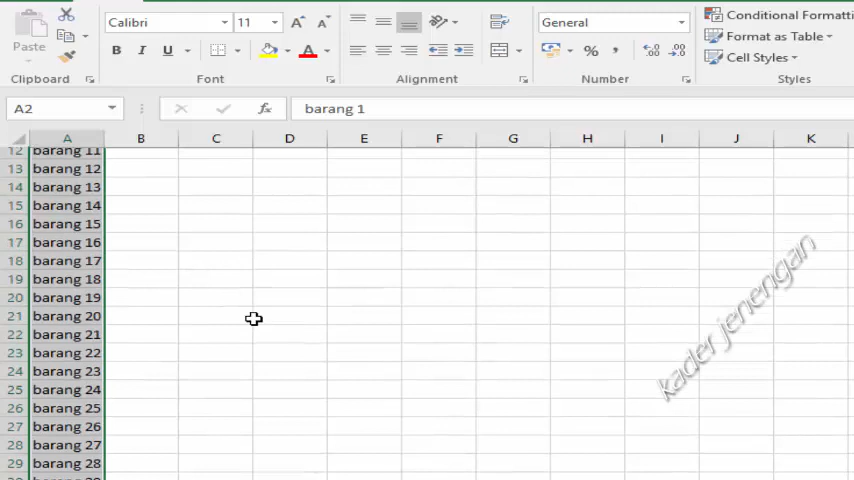 Calibri 11 General Conditional Formatti
Paste B I U % Format as Table
Cell Styles
Clipboard Font Alignment Number Styles
A2 fx barang 1
A B C D E F G H I J K
12 barang 11
13 barang 12
14 barang 13
15 barang 14
16 barang 15
17 barang 16
18 barang 17
19 barang 18
20 barang 19
21 barang 20
22 barang 21
23 barang 22
24 barang 23
25 barang 24
26 barang 25
27 barang 26
28 barang 27
29 barang 28
kader jenengan